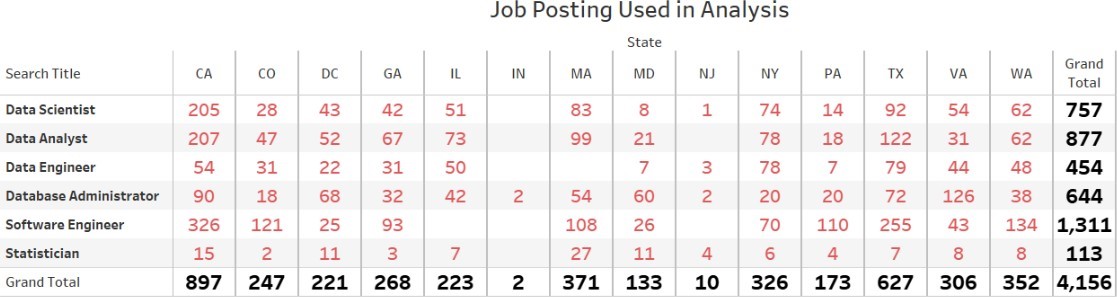 Job Posting Used in Analysis
State
Search Title CA CO DC GA IL IN MA MD NJ NY PA TX VA WA Grand Total
Data Scientist 205 28 43 42 51 83 8 1 74 14 92 54 62 757
Data Analyst 207 47 52 67 73 99 21 78 18 122 31 62 877
Data Engineer 54 31 22 31 50 7 3 78 7 79 44 48 454
Database Administrator 90 18 68 32 42 2 54 60 2 20 20 72 126 38 644
Software Engineer 326 121 25 93 108 26 70 110 255 43 134 1,311
Statistician 15 2 11 3 7 27 11 4 6 4 7 8 8 113
Grand Total 897 247 221 268 223 2 371 133 10 326 173 627 306 352 4,156